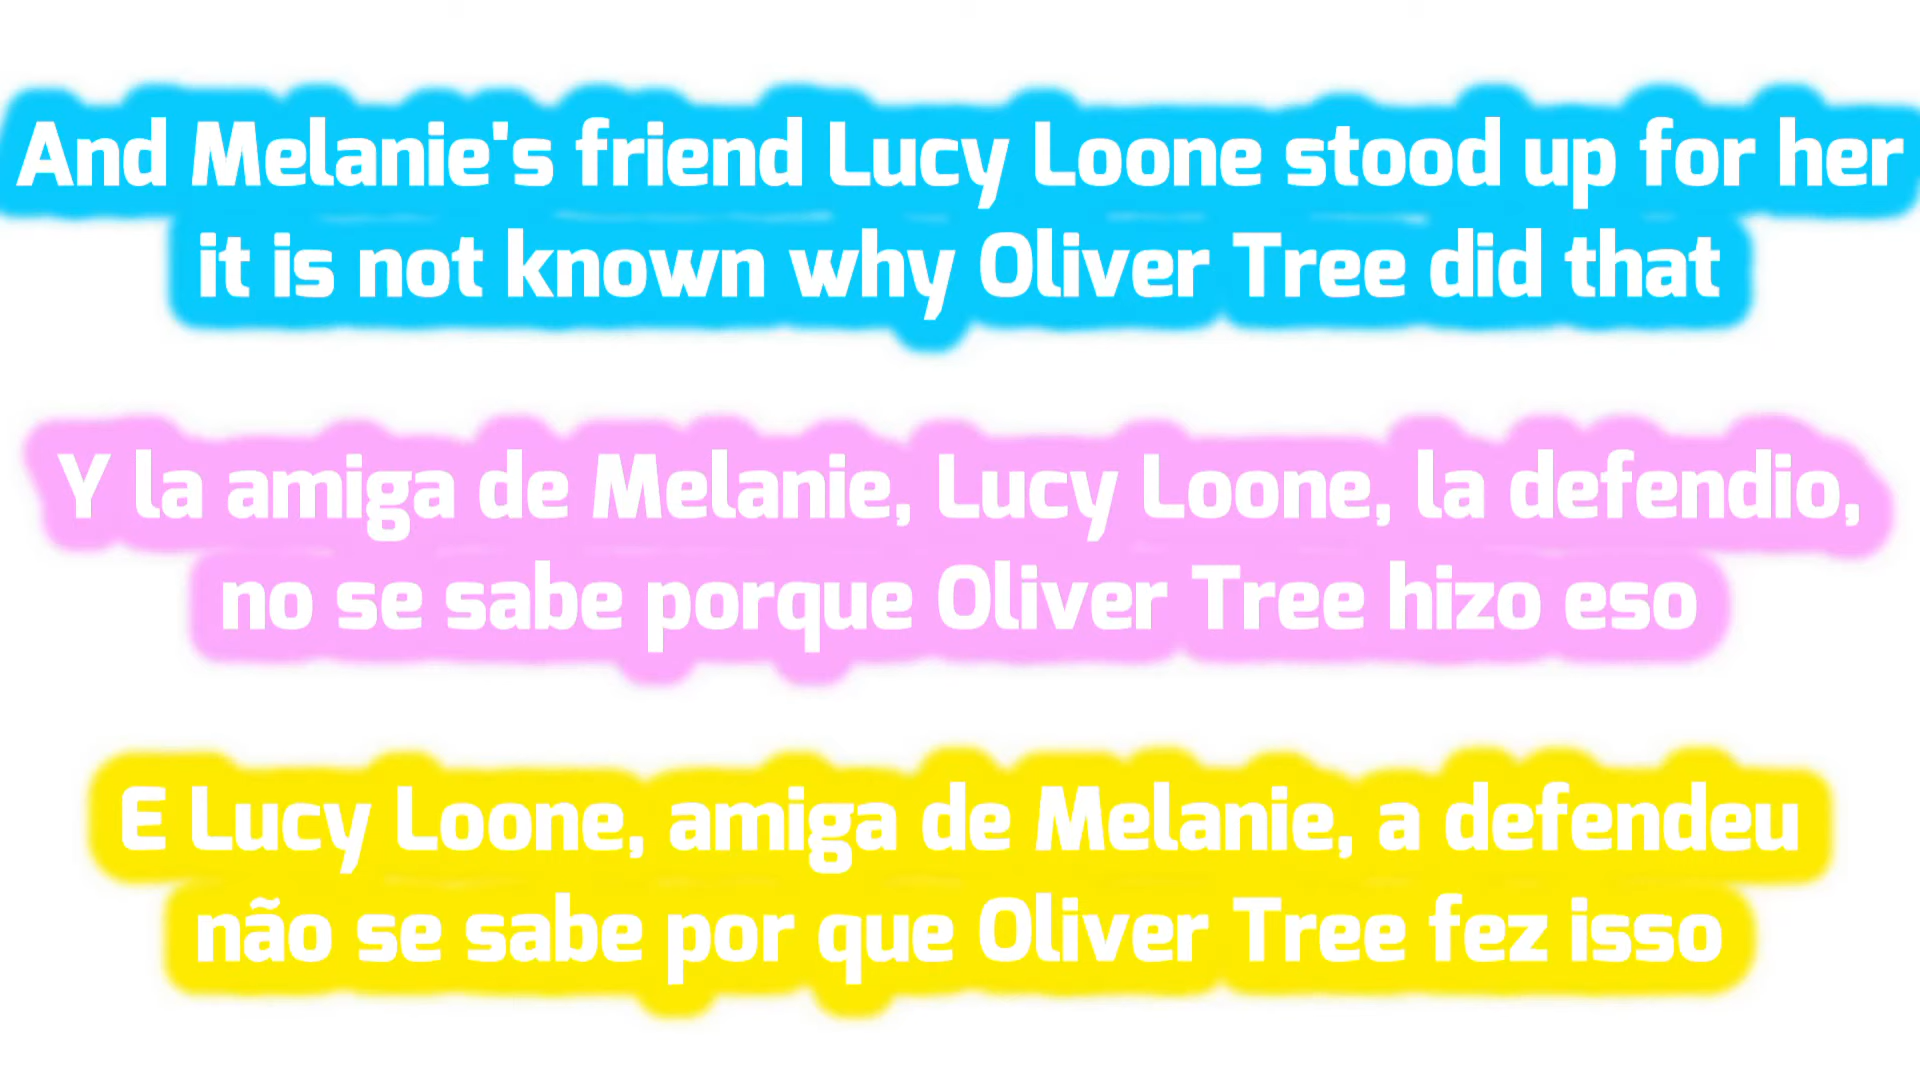 And Melanie's friend Lucy Loone stood up for her
it is not known why Oliver Tree did that
Y la amiga de Melanie, Lucy Loone, la defendio,
no se sabe porque Oliver Tree hizo eso
E Lucy Loone, amiga de Melanie, a defendeu
não se sabe por que Oliver Tree fez isso